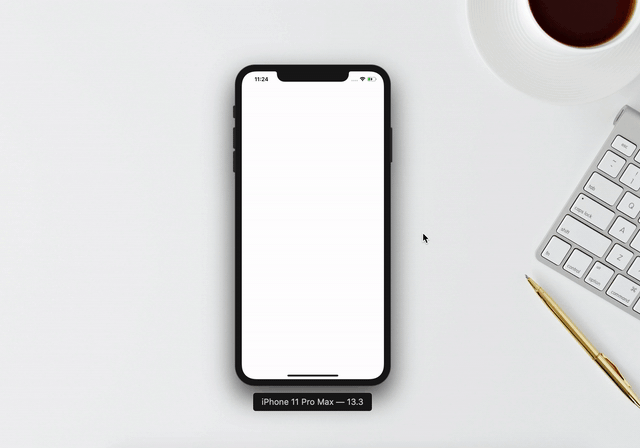 11:24
esc
tab
Q
caps lock
A
shift
Z
fn
control
option
command
iPhone 11 Pro Max — 13.3